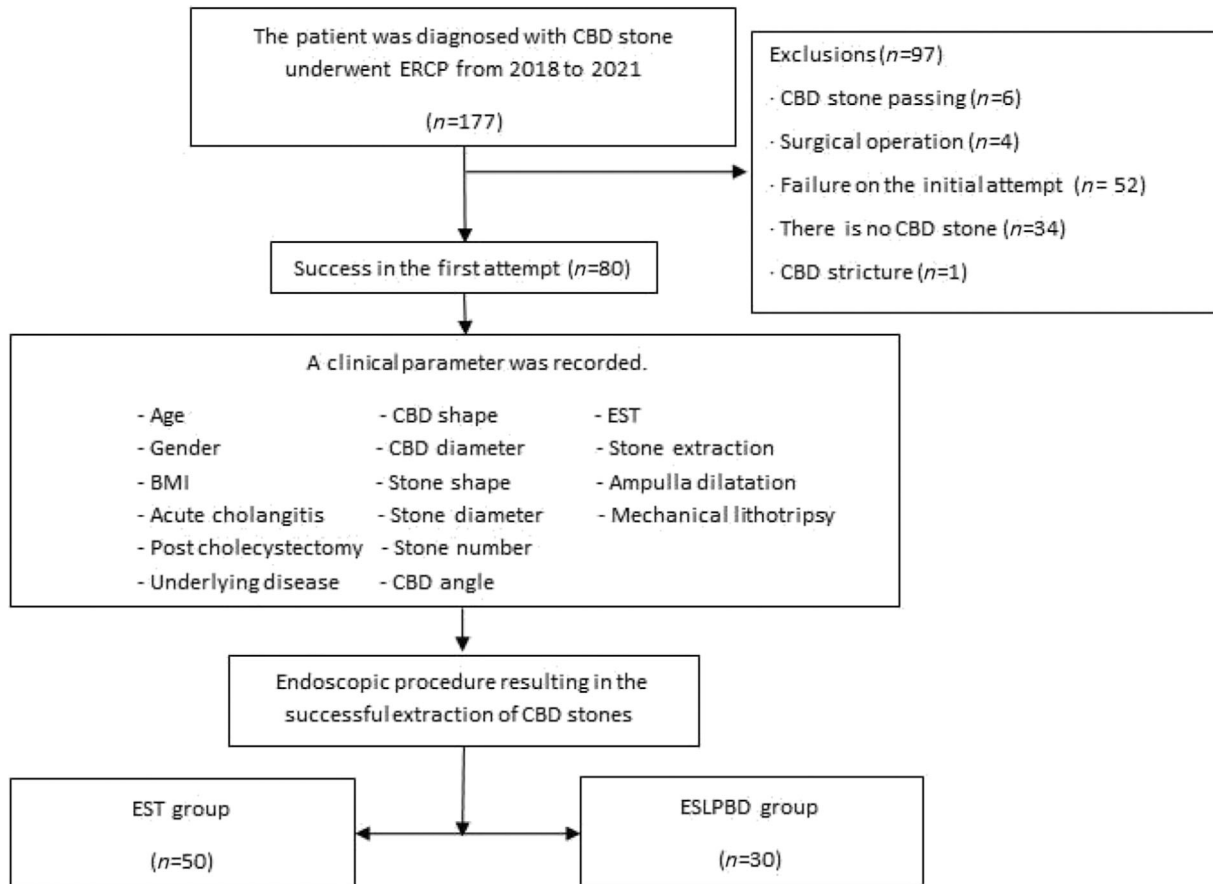 The patient was diagnosed with CBD stone
underwent ERCP from 2018 to 2021
(n=177)
Exclusions (n=97)
· CBD stone passing (n=6)
· Surgical operation (n=4)
· Failure on the initial attempt (n= 52)
· There is no CBD stone (n=34)
· CBD stricture (n=1)
Success in the first attempt (n=80)
A clinical parameter was recorded.
- Age
- Gender
- BMI
- Acute cholangitis
- Post cholecystectomy
- Underlying disease
- CBD shape
- CBD diameter
- Stone shape
- Stone diameter
- Stone number
- CBD angle
- EST
- Stone extraction
- Ampulla dilatation
- Mechanical lithotripsy
Endoscopic procedure resulting in the
successful extraction of CBD stones
EST group
(n=50)
ESLPBD group
(n=30)